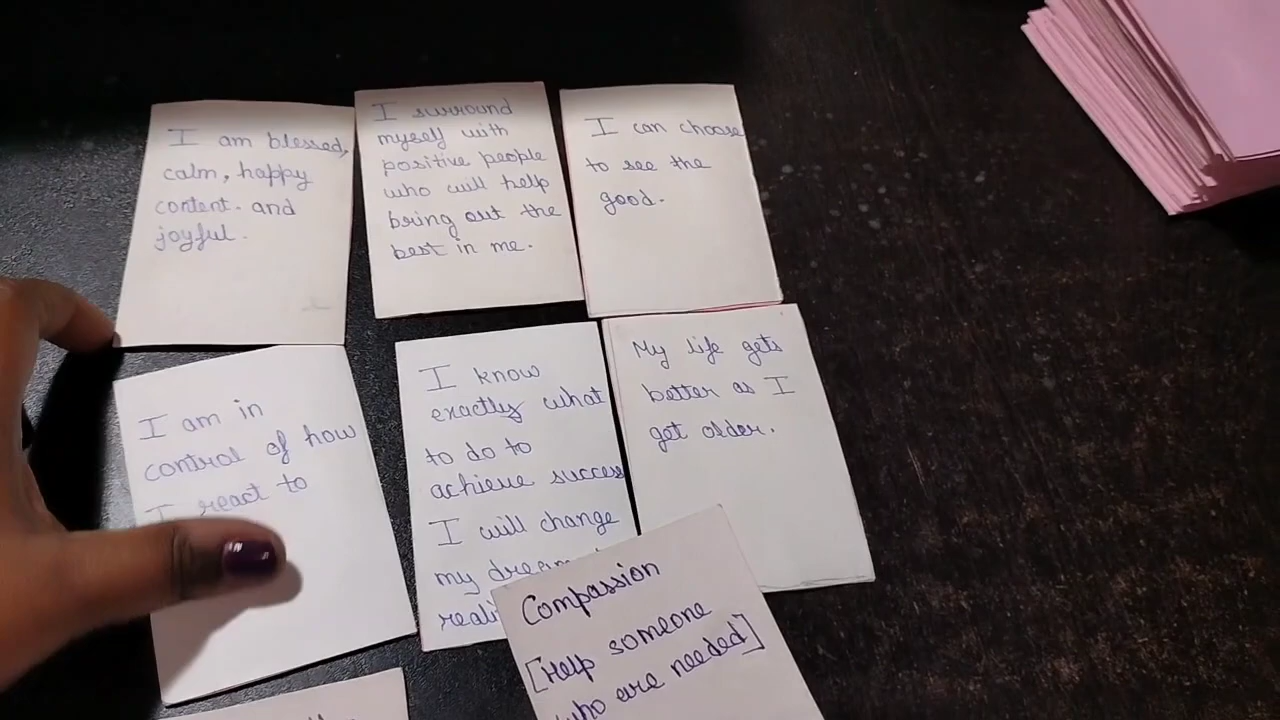 I am blessed,
calm, happy
content. and
joyful.
I surround
myself with
positive people
who will help
bring out the
best in me.
I can choose
to see the
good.
I am in
control of how
I react to
I know
exactly what
to do to
achieve success
I will change
my dream
reali
My life gets
better as I
get older.
Compassion
[Help someone
who are needed]